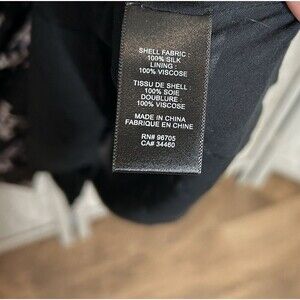 SHELL FABRIC :
100% SILK
LINING :
100% VISCOSE
TISSU DE SHELL :
100% SOIE
DOUBLURE :
100% VISCOSE
MADE IN CHINA
FABRIQUE EN CHINE
RN# 96705
CA# 34460